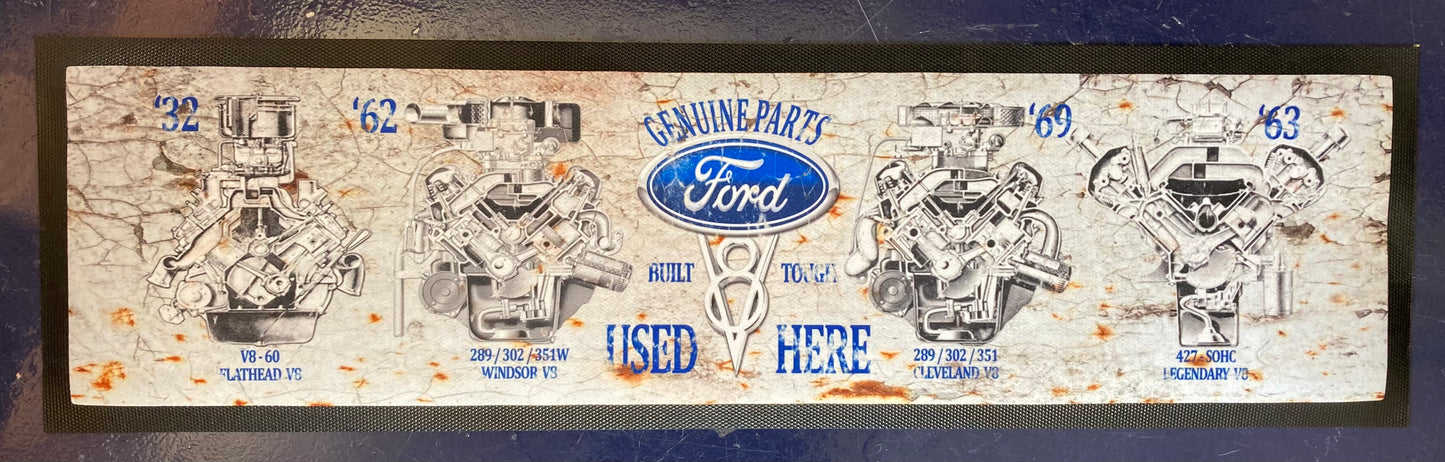 '32
'62
GENUINE PARTS
'69
'63
Ford
BUILT TOUGH
V8
USED HERE
V8-60
FLATHEAD V8
289/302/351W
WINDSOR V8
289/302/351
CLEVELAND V8
427 SOHC
LEGENDARY V8